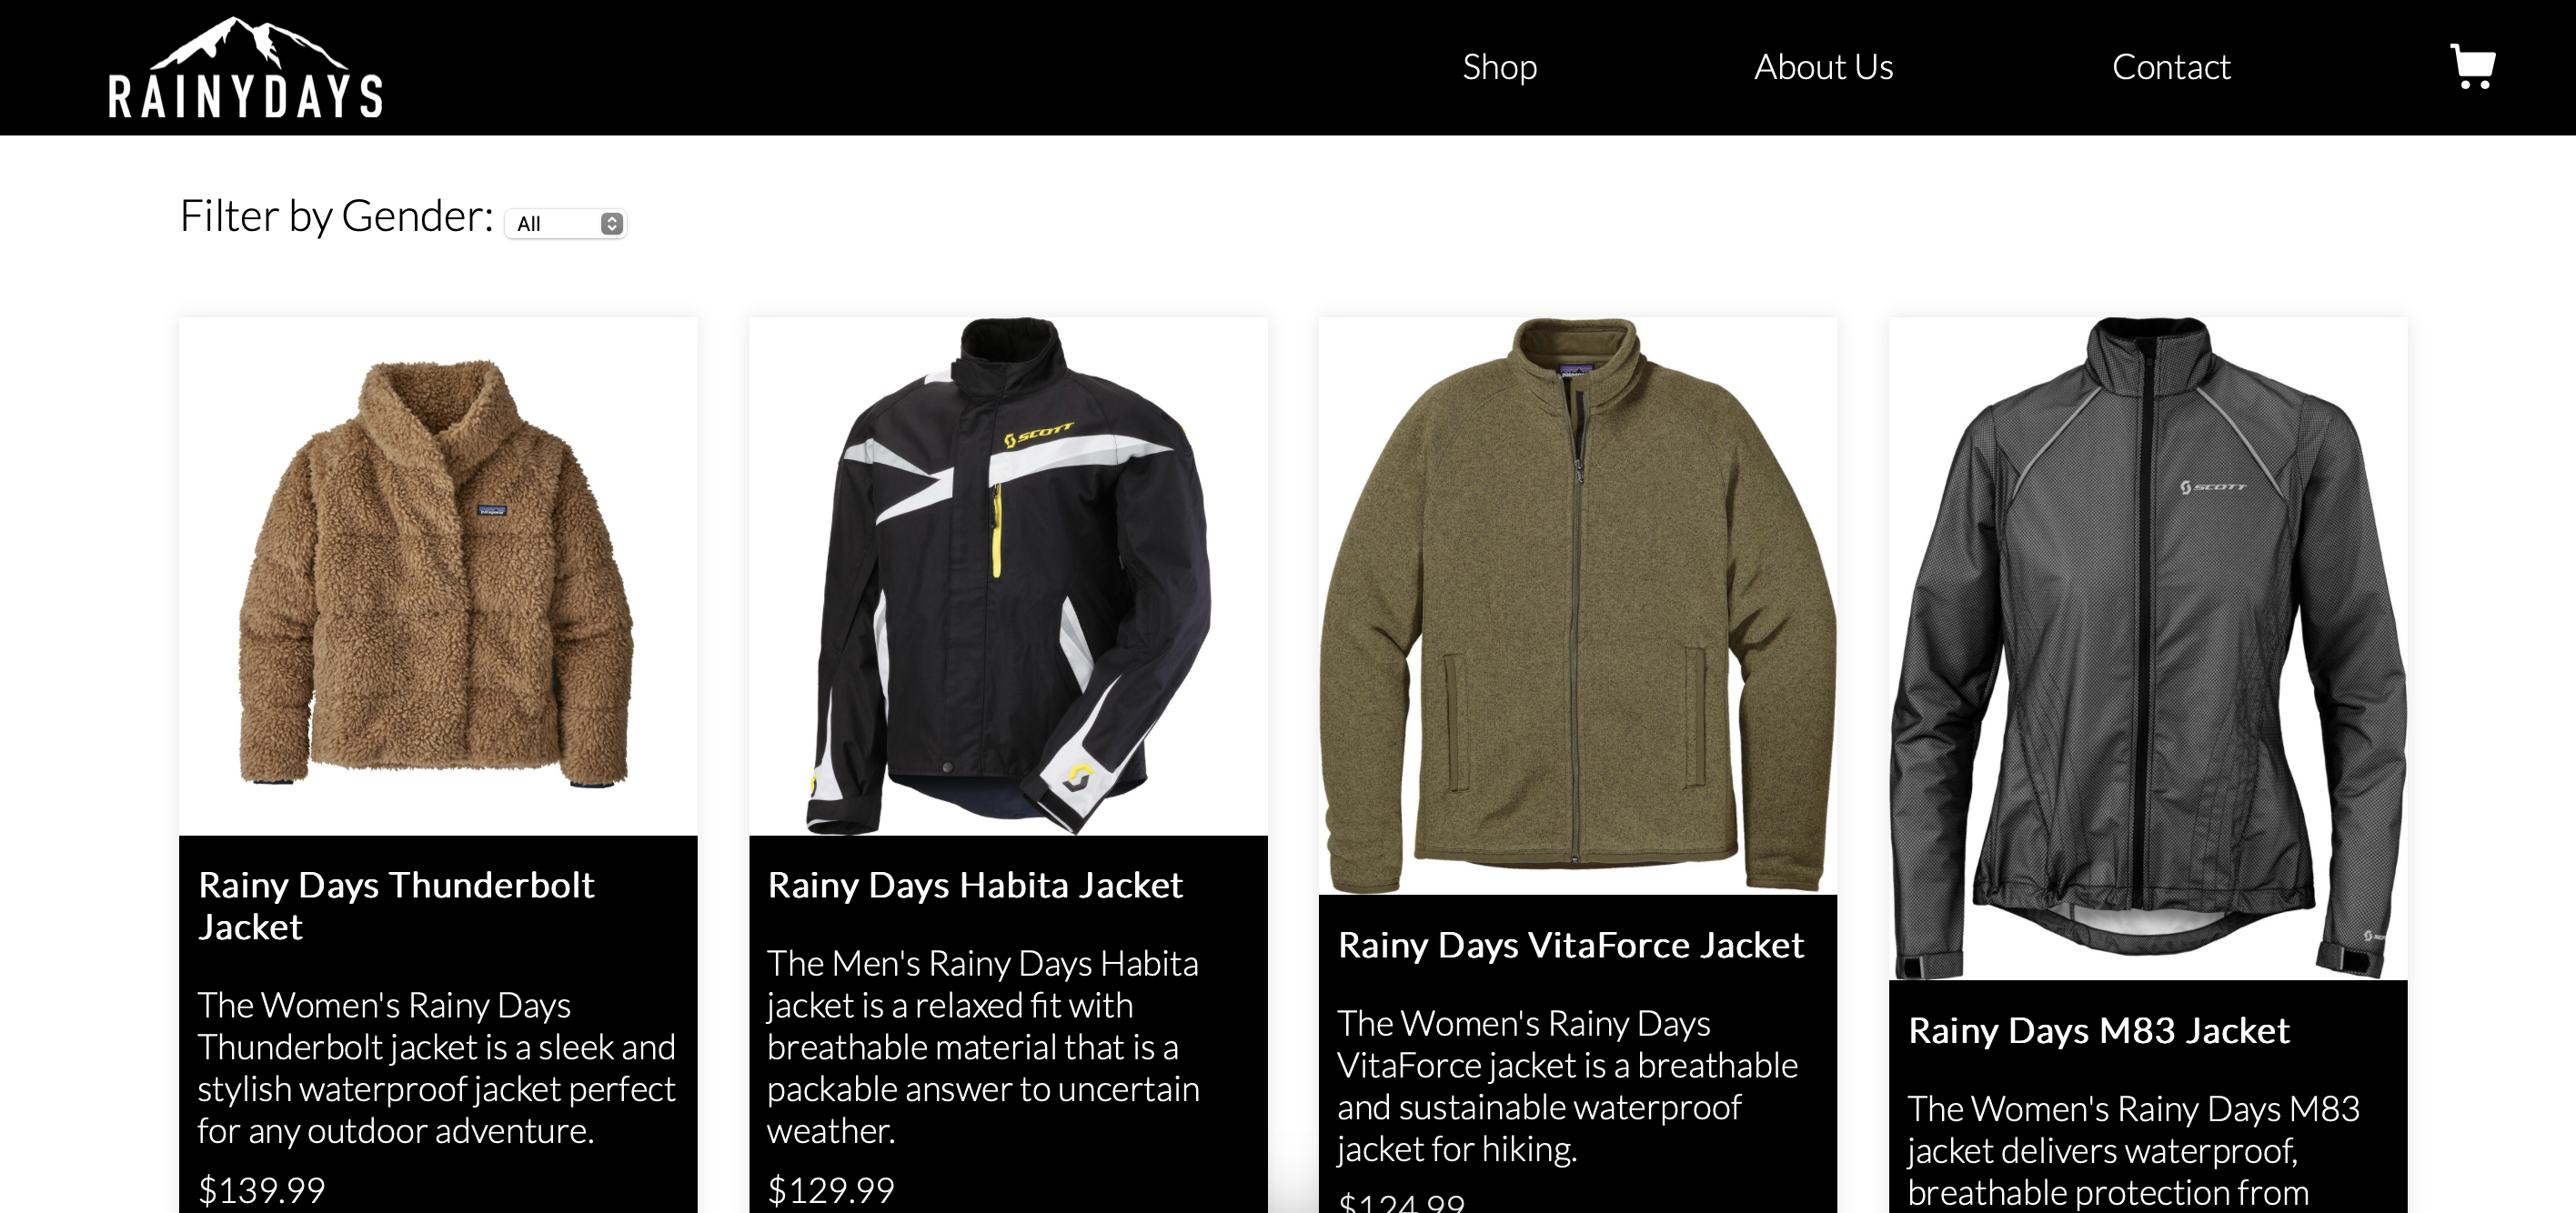 RAINYDAYS
Shop
About Us
Contact
Filter by Gender:
All
SCOTT
SCOTT
Rainy Days Thunderbolt
Jacket
The Women's Rainy Days
Thunderbolt jacket is a sleek and
stylish waterproof jacket perfect
for any outdoor adventure.
$139.99
Rainy Days Habita Jacket
The Men's Rainy Days Habita
jacket is a relaxed fit with
breathable material that is a
packable answer to uncertain
weather.
$129.99
Rainy Days VitaForce Jacket
The Women's Rainy Days
VitaForce jacket is a breathable
and sustainable waterproof
jacket for hiking.
$124.99
Rainy Days M83 Jacket
The Women's Rainy Days M83
jacket delivers waterproof,
breathable protection from